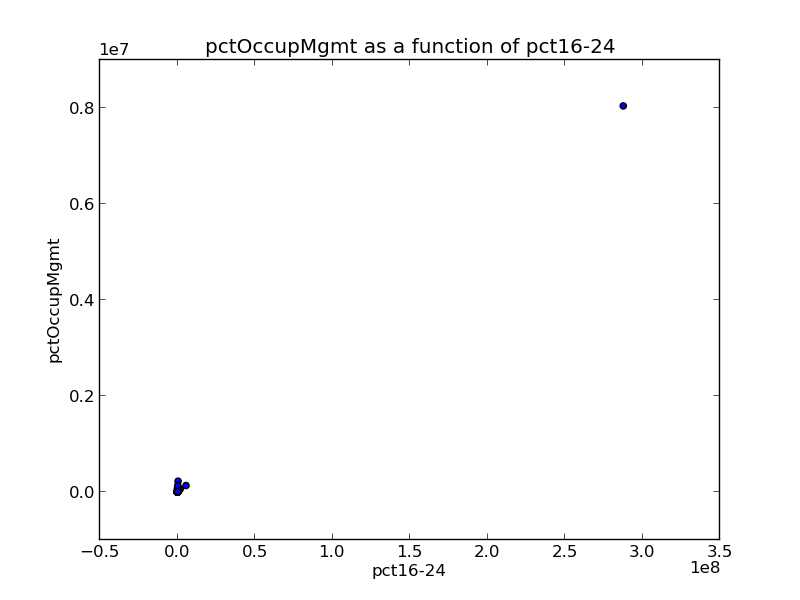 pctOccupMgmt as a function of pct16-24
1e7
0.8
0.6
0.4
0.2
0.0
pctOccupMgmt
−0.5 0.0 0.5 1.0 1.5 2.0 2.5 3.0 3.5
1e8
pct16-24